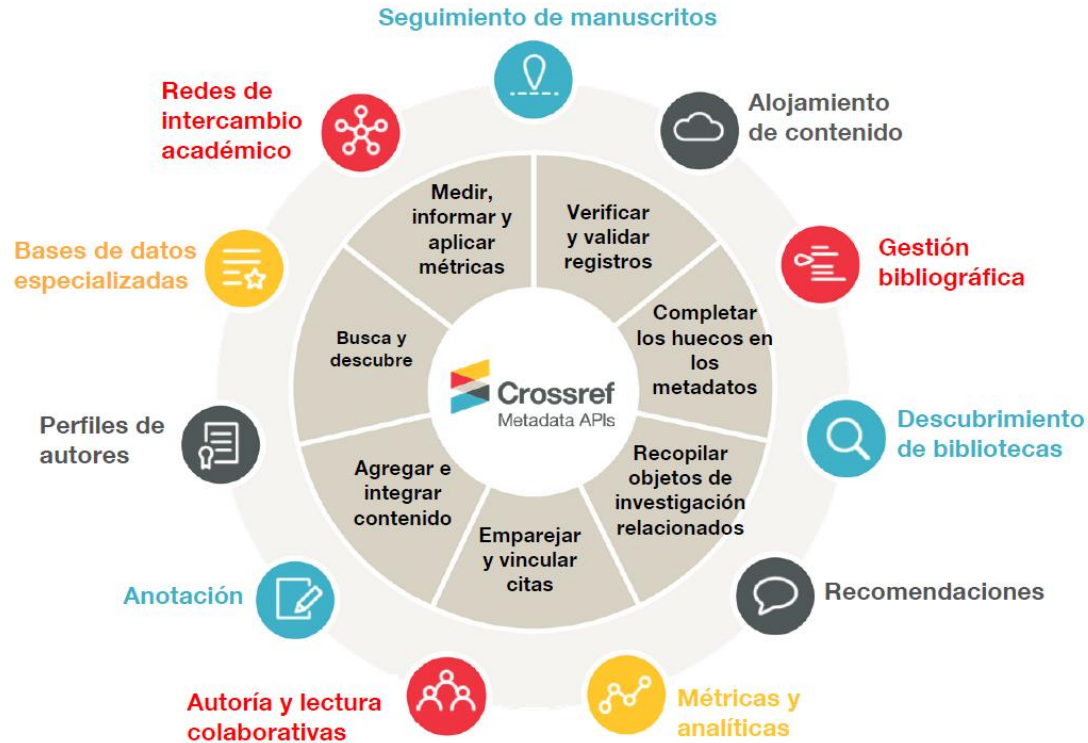 Seguimiento de manuscritos
Alojamiento
de contenido
Gestión
bibliográfica
Descubrimiento
de bibliotecas
Recomendaciones
Métricas y
analíticas
Autoría y lectura
colaborativas
Anotación
Perfiles de
autores
Bases de datos
especializadas
Redes de
intercambio
académico
Medir,
informar y
aplicar
métricas
Verificar
y validar
registros
Completar
los huecos en
los
metadatos
Recopilar
objetos de
investigación
relacionados
Emparejar
y vincular
citas
Agregar e
integrar
contenido
Busca y
descubre
Crossref
Metadata APIs